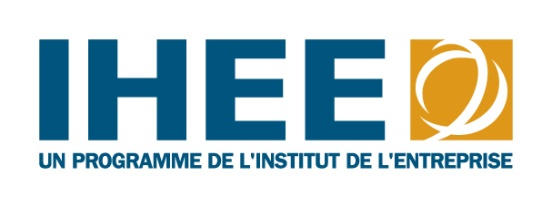 IHEE
UN PROGRAMME DE L'INSTITUT DE L'ENTREPRISE